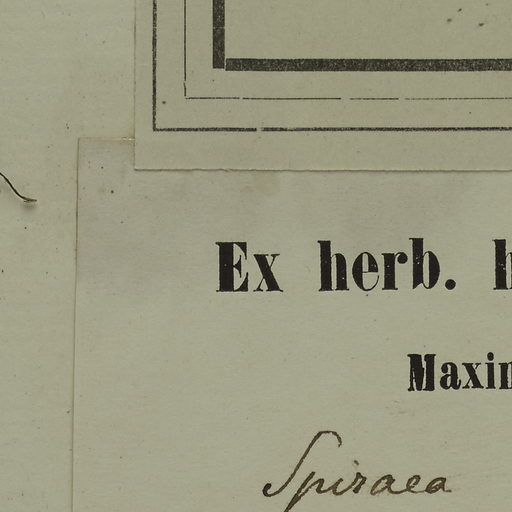 Ex herb. h
Maxim
Spiraea